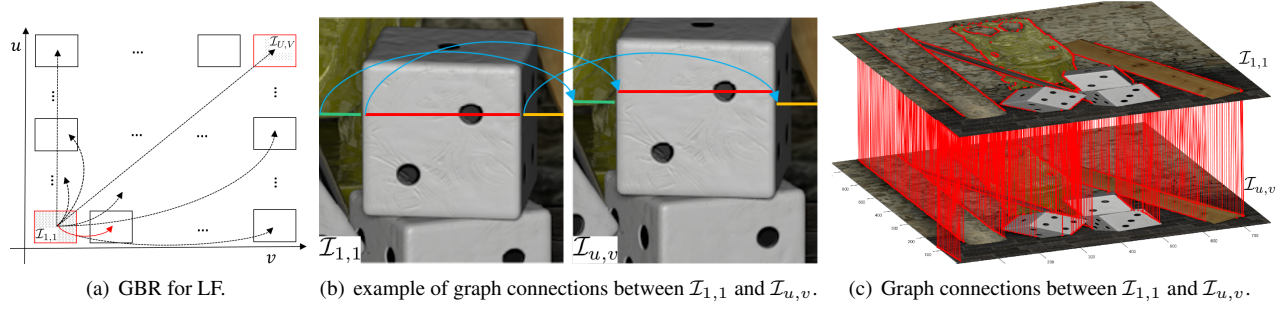 u
I_{U,V}
...
...
I_{1,1}
v
I_{1,1}
I_{u,v}
I_{1,1}
I_{u,v}
(a) GBR for LF.
(b) example of graph connections between I_{1,1} and I_{u,v}.
(c) Graph connections between I_{1,1} and I_{u,v}.